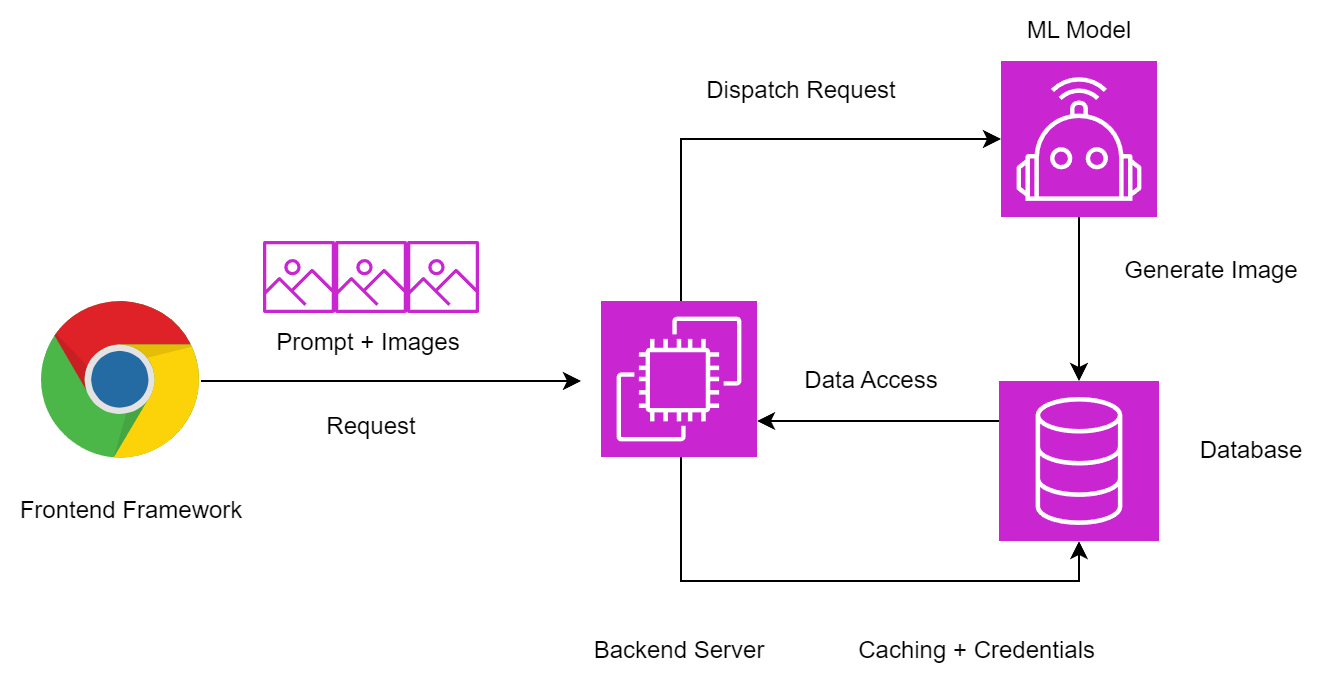 ML Model
Dispatch Request
Generate Image
Prompt + Images
Data Access
Request
Database
Frontend Framework
Backend Server
Caching + Credentials